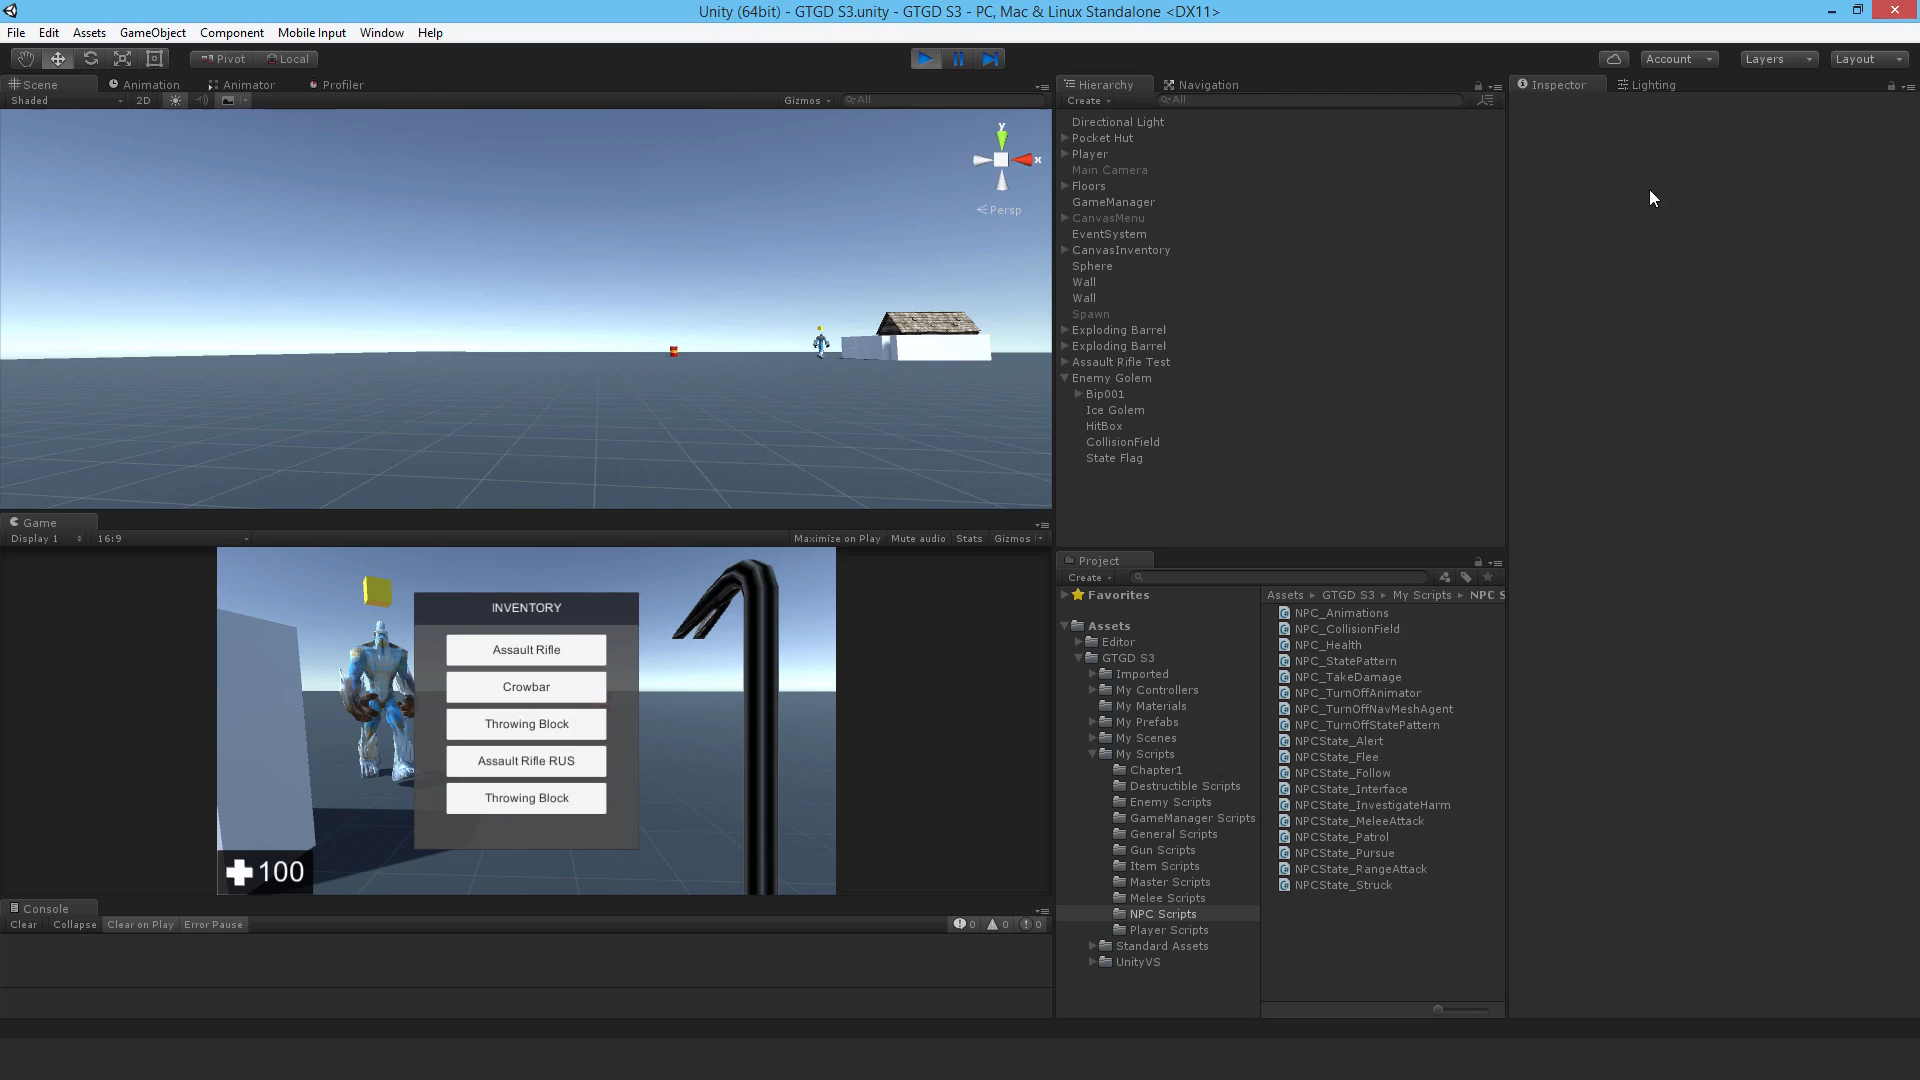 Unity (64bit) - GTGD S3.unity - GTGD S3 - PC, Mac & Linux Standalone <DX11>
File Edit Assets GameObject Component Mobile Input Window Help
Pivot Local Account Layers Layout
Scene Animation Animator Profiler
Shaded 2D Gizmos All
y
x
Persp
Game
Display 1 16:9 Maximize on Play Mute audio Stats Gizmos
INVENTORY
Assault Rifle
Crowbar
Throwing Block
Assault Rifle RUS
Throwing Block
100
Console
Clear Collapse Clear on Play Error Pause 0 0 0
Hierarchy Navigation
Create All
Directional Light
Pocket Hut
Player
Main Camera
Floors
GameManager
CanvasMenu
EventSystem
CanvasInventory
Sphere
Wall
Wall
Spawn
Exploding Barrel
Exploding Barrel
Assault Rifle Test
Enemy Golem
Bip001
Ice Golem
HitBox
CollisionField
State Flag
Project
Create
Favorites
Assets
Editor
GTGD S3
Imported
My Controllers
My Materials
My Prefabs
My Scenes
My Scripts
Chapter1
Destructible Scripts
Enemy Scripts
GameManager Scripts
General Scripts
Gun Scripts
Item Scripts
Master Scripts
Melee Scripts
NPC Scripts
Player Scripts
Standard Assets
UnityVS
Assets GTGD S3 My Scripts NPC S
NPC_Animations
NPC_CollisionField
NPC_Health
NPC_StatePattern
NPC_TakeDamage
NPC_TurnOffAnimator
NPC_TurnOffNavMeshAgent
NPC_TurnOffStatePattern
NPCState_Alert
NPCState_Flee
NPCState_Follow
NPCState_Interface
NPCState_InvestigateHarm
NPCState_MeleeAttack
NPCState_Patrol
NPCState_Pursue
NPCState_RangeAttack
NPCState_Struck
Inspector Lighting